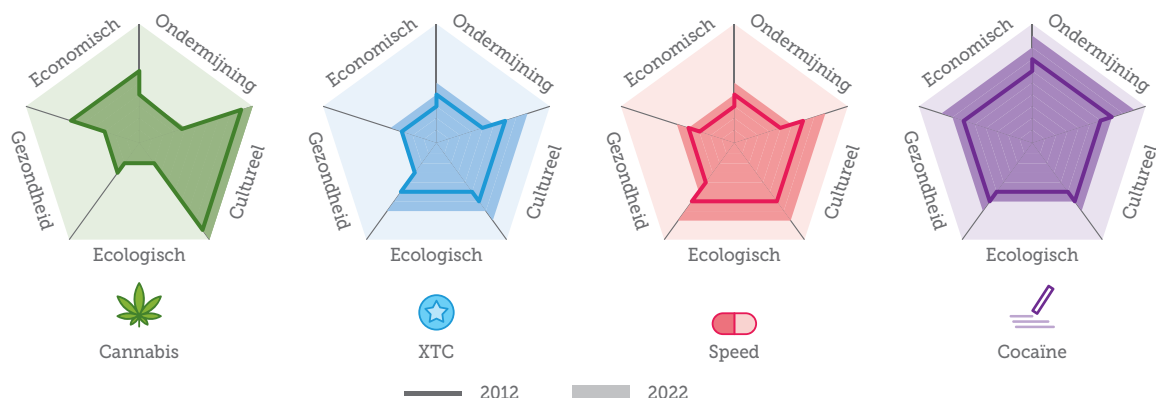 Economisch
Ondermijning
Gezondheid
Cultureel
Ecologisch
Cannabis
Economisch
Ondermijning
Gezondheid
Cultureel
Ecologisch
XTC
Economisch
Ondermijning
Gezondheid
Cultureel
Ecologisch
Speed
Economisch
Ondermijning
Gezondheid
Cultureel
Ecologisch
Cocaïne
2012
2022